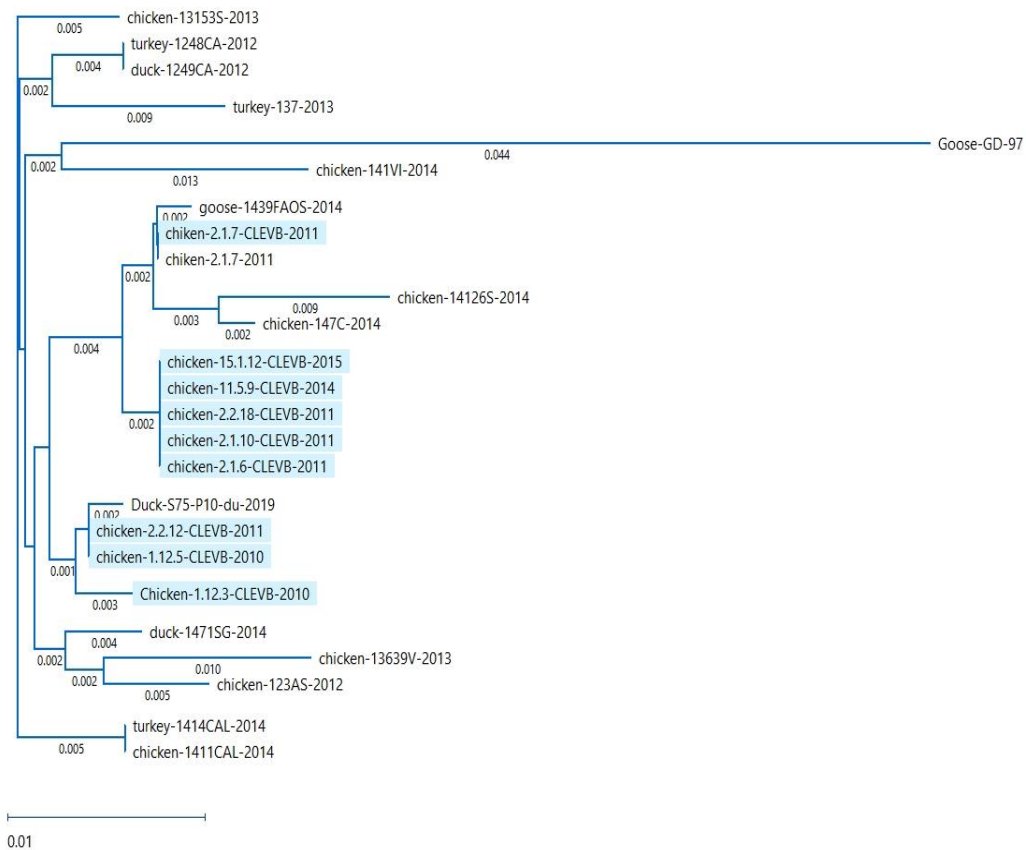 chicken-13153S-2013
0.005
turkey-1248CA-2012
0.004
duck-1249CA-2012
0.002
turkey-137-2013
0.009
Goose-GD-97
0.044
0.002
chicken-141VI-2014
0.013
goose-1439FAOS-2014
0.002
chiken-2.1.7-CLEVB-2011
chiken-2.1.7-2011
0.002
chicken-14126S-2014
0.009
0.003
chicken-147C-2014
0.002
0.004
chicken-15.1.12-CLEVB-2015
chicken-11.5.9-CLEVB-2014
chicken-2.2.18-CLEVB-2011
0.002
chicken-2.1.10-CLEVB-2011
chicken-2.1.6-CLEVB-2011
Duck-S75-P10-du-2019
0.002
chicken-2.2.12-CLEVB-2011
chicken-1.12.5-CLEVB-2010
0.001
Chicken-1.12.3-CLEVB-2010
0.003
duck-1471SG-2014
0.004
0.002
chicken-13639V-2013
0.010
0.002
chicken-123AS-2012
0.005
turkey-1414CAL-2014
0.005
chicken-1411CAL-2014
0.01